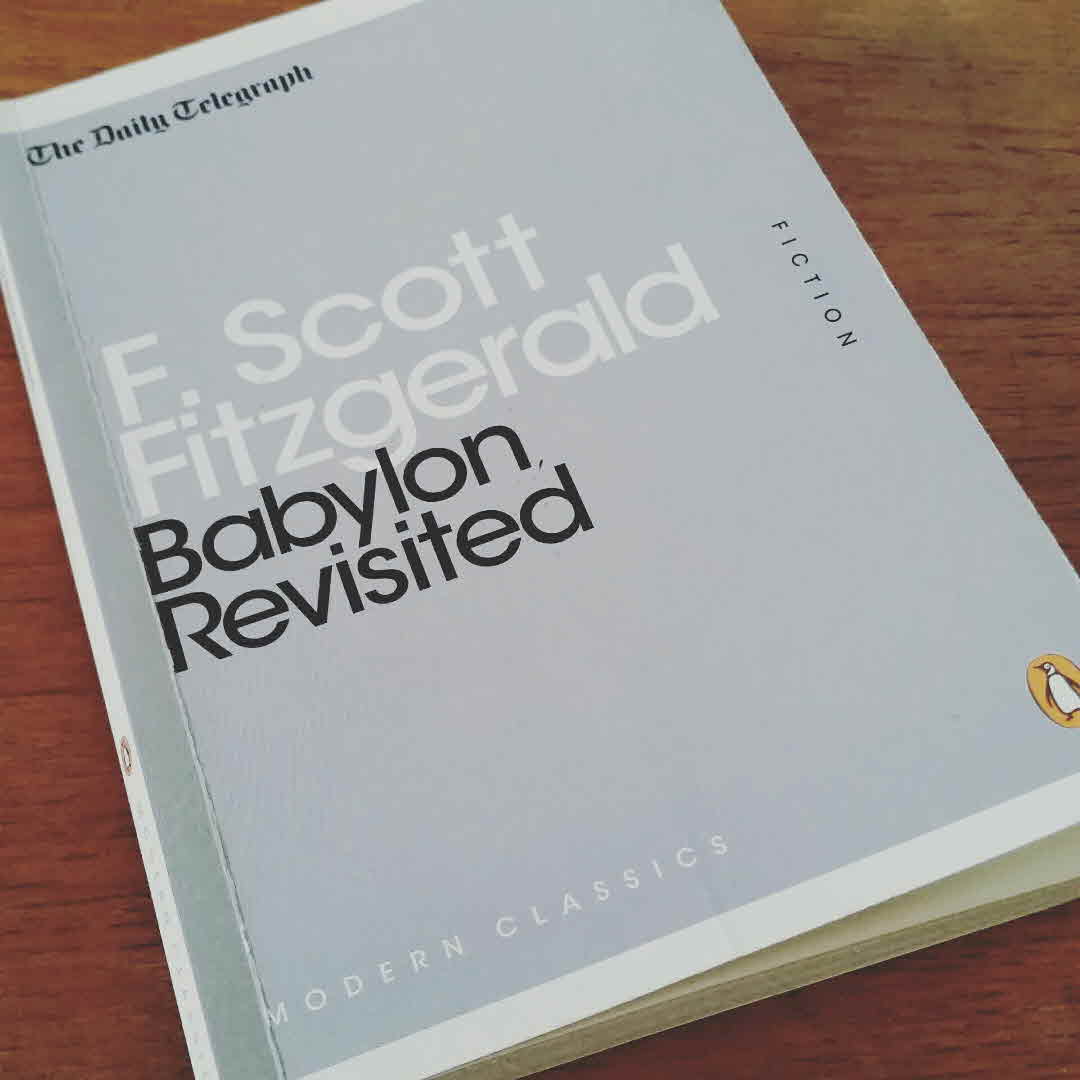 The Daily Telegraph
F. Scott
Fitzgerald
Babylon
Revisited
FICTION
MODERN CLASSICS